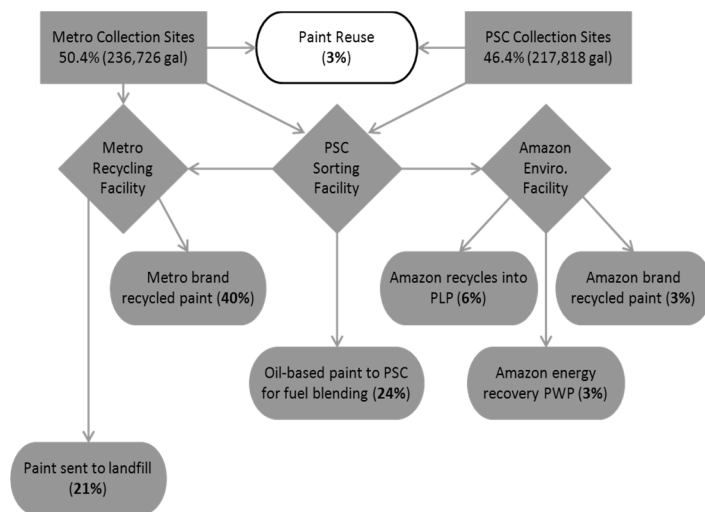 Metro Collection Sites
50.4% (236,726 gal)
Paint Reuse
(3%)
PSC Collection Sites
46.4% (217,818 gal)
Metro
Recycling
Facility
PSC
Sorting
Facility
Amazon
Enviro.
Facility
Metro brand
recycled paint (40%)
Amazon recycles into
PLP (6%)
Amazon brand
recycled paint (3%)
Oil-based paint to PSC
for fuel blending (24%)
Amazon energy
recovery PWP (3%)
Paint sent to landfill
(21%)